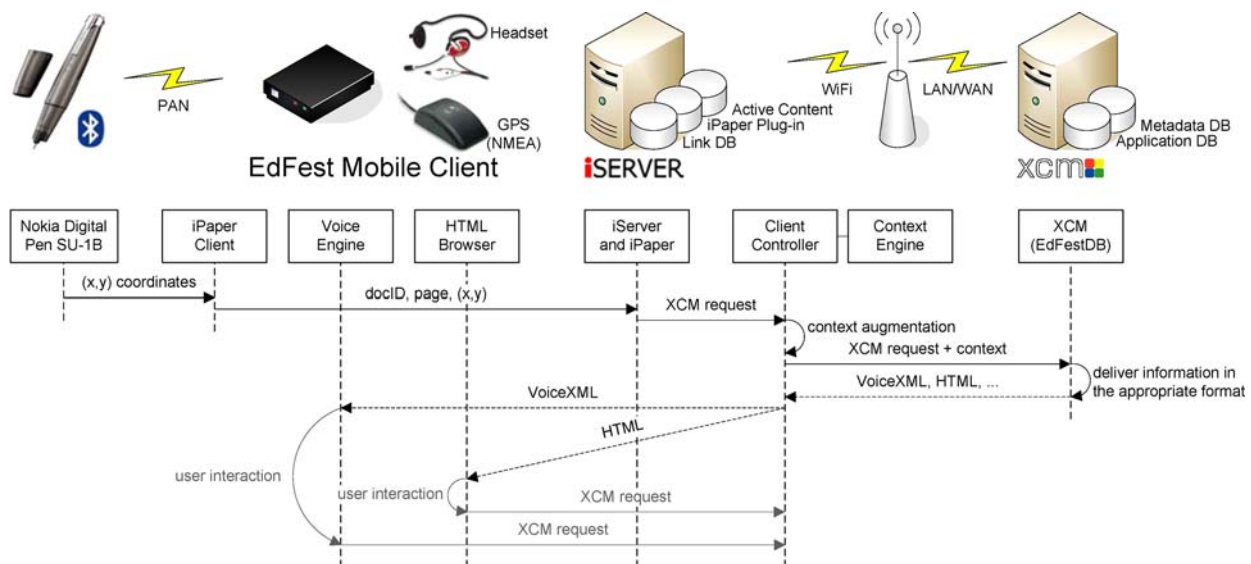 Headset
PAN
GPS
(NMEA)
Active Content
iPaper Plug-in
Link DB
WiFi
LAN/WAN
Metadata DB
Application DB
EdFest Mobile Client
iSERVER
xcm
Nokia Digital
Pen SU-1B
iPaper
Client
Voice
Engine
HTML
Browser
iServer
and iPaper
Client
Controller
Context
Engine
XCM
(EdFestDB)
(x,y) coordinates
docID, page, (x,y)
XCM request
context augmentation
XCM request + context
deliver information in
the appropriate format
VoiceXML, HTML, ...
VoiceXML
HTML
user interaction
user interaction
XCM request
XCM request